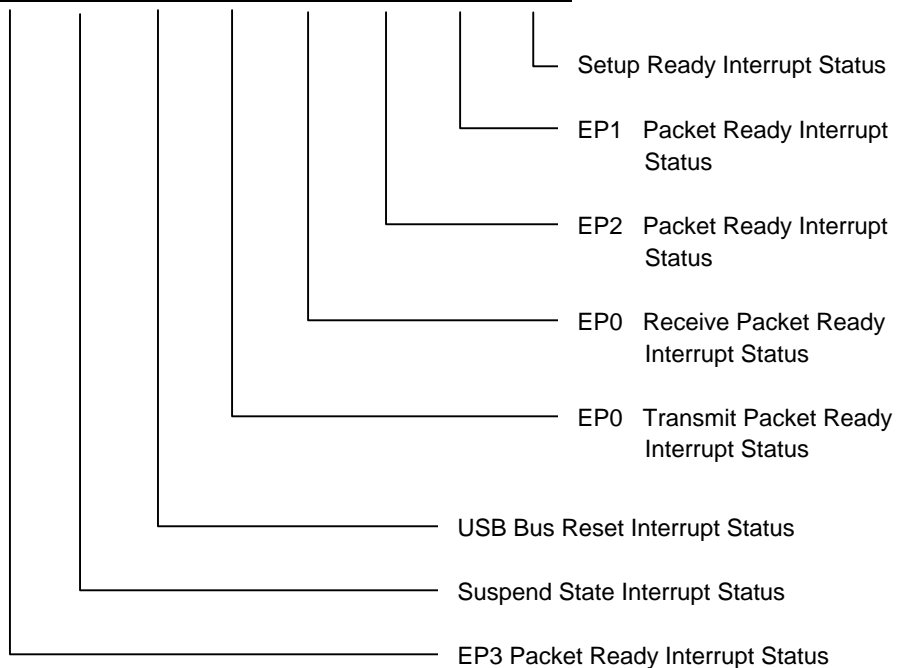 Setup Ready Interrupt Status
EP1 Packet Ready Interrupt
Status
EP2 Packet Ready Interrupt
Status
EP0 Receive Packet Ready
Interrupt Status
EP0 Transmit Packet Ready
Interrupt Status
USB Bus Reset Interrupt Status
Suspend State Interrupt Status
EP3 Packet Ready Interrupt Status